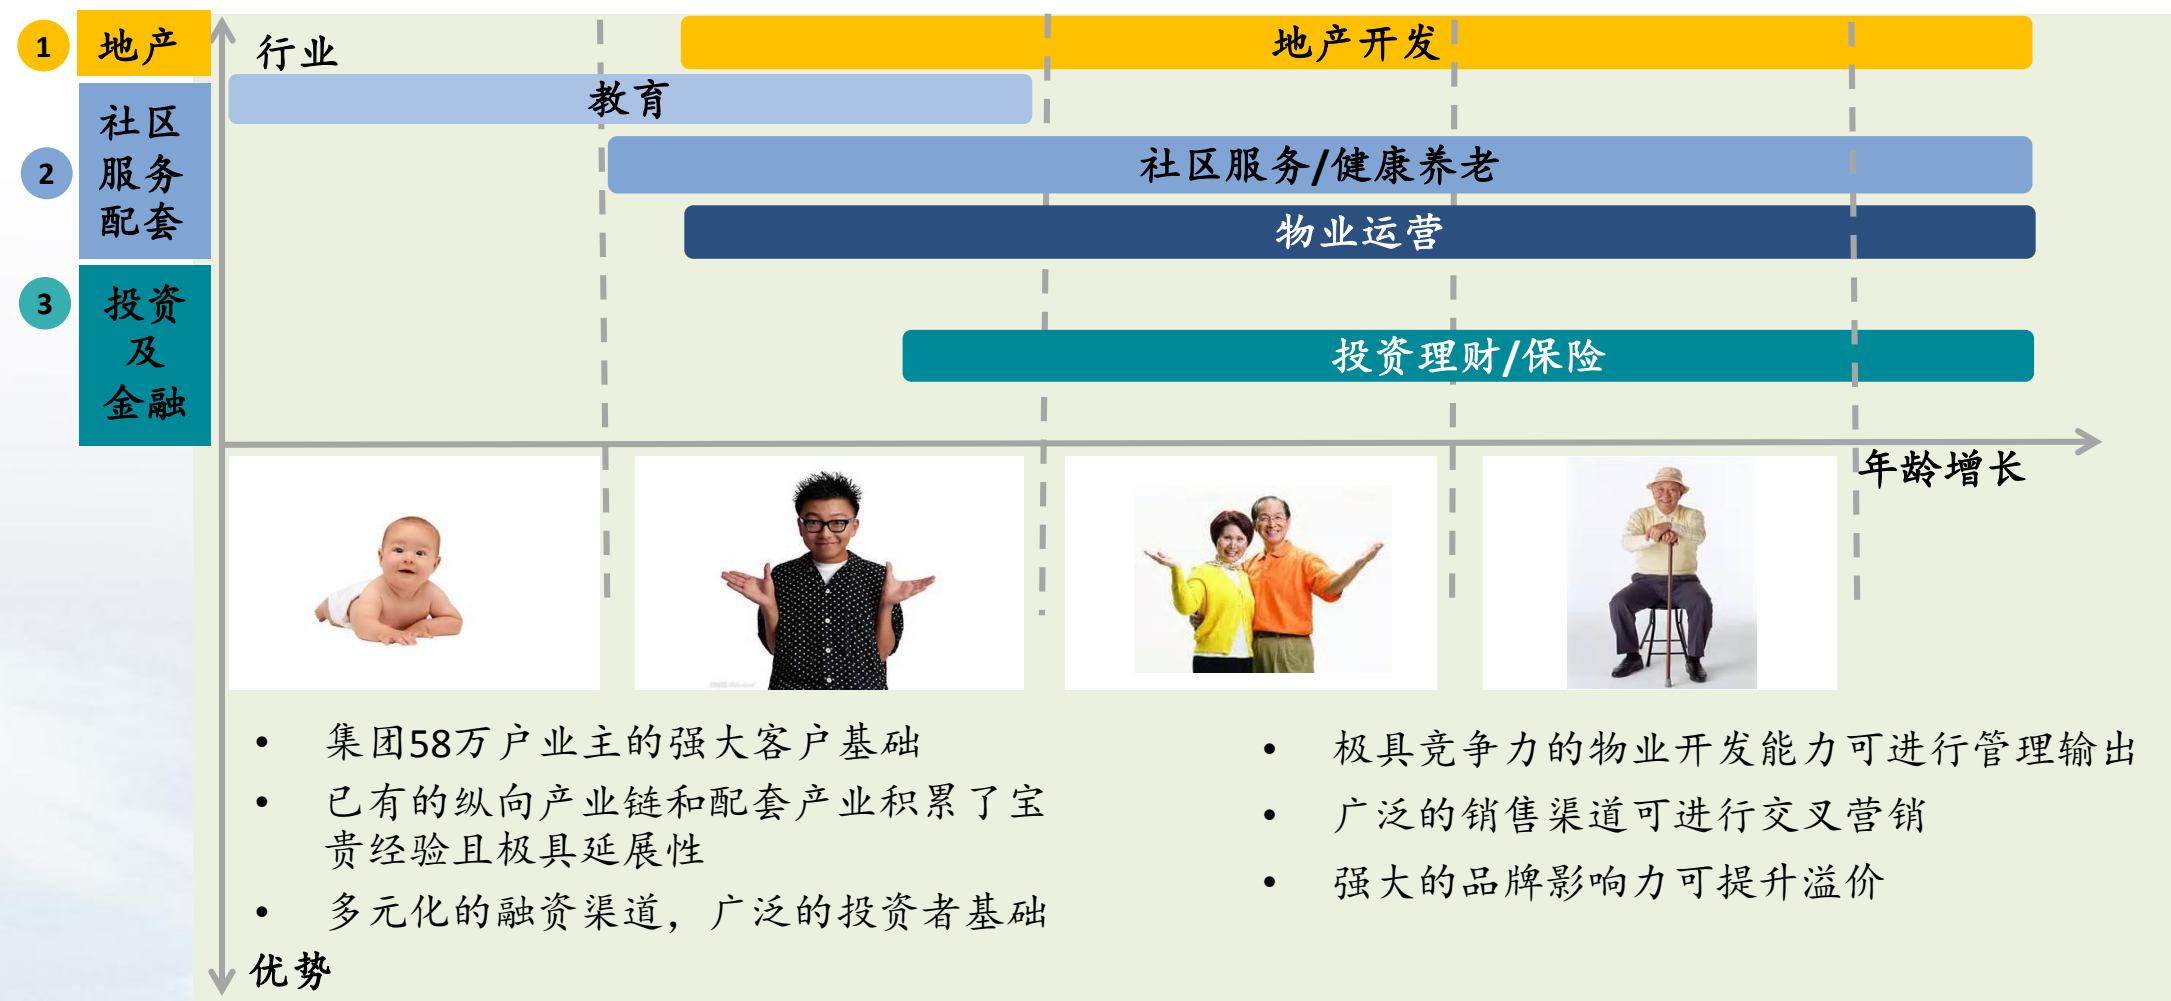 1
地产
行业
地产开发
教育
2
社区
服务
配套
社区服务/健康养老
物业运营
3
投资
及
金融
投资理财/保险
年龄增长
• 集团58万户业主的强大客户基础
• 已有的纵向产业链和配套产业积累了宝
贵经验且极具延展性
• 多元化的融资渠道，广泛的投资者基础
• 极具竞争力的物业开发能力可进行管理输出
• 广泛的销售渠道可进行交叉营销
• 强大的品牌影响力可提升溢价
优势